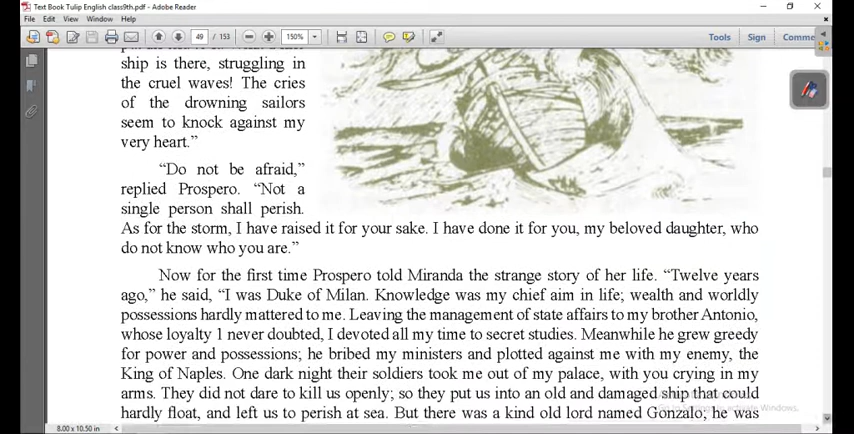 Text Book Tulip English class9th.pdf - Adobe Reader
File Edit View Window Help
49 / 153 150% Tools Sign Comme
ship is there, struggling in
the cruel waves! The cries
of the drowning sailors
seem to knock against my
very heart.”
“Do not be afraid,”
replied Prospero. “Not a
single person shall perish.
As for the storm, I have raised it for your sake. I have done it for you, my beloved daughter, who
do not know who you are.”
Now for the first time Prospero told Miranda the strange story of her life. “Twelve years
ago,” he said, “I was Duke of Milan. Knowledge was my chief aim in life; wealth and worldly
possessions hardly mattered to me. Leaving the management of state affairs to my brother Antonio,
whose loyalty 1 never doubted, I devoted all my time to secret studies. Meanwhile he grew greedy
for power and possessions; he bribed my ministers and plotted against me with my enemy, the
King of Naples. One dark night their soldiers took me out of my palace, with you crying in my
arms. They did not dare to kill us openly; so they put us into an old and damaged ship that could
hardly float, and left us to perish at sea. But there was a kind old lord named Gonzalo; he was
8.00 x 10.50 in